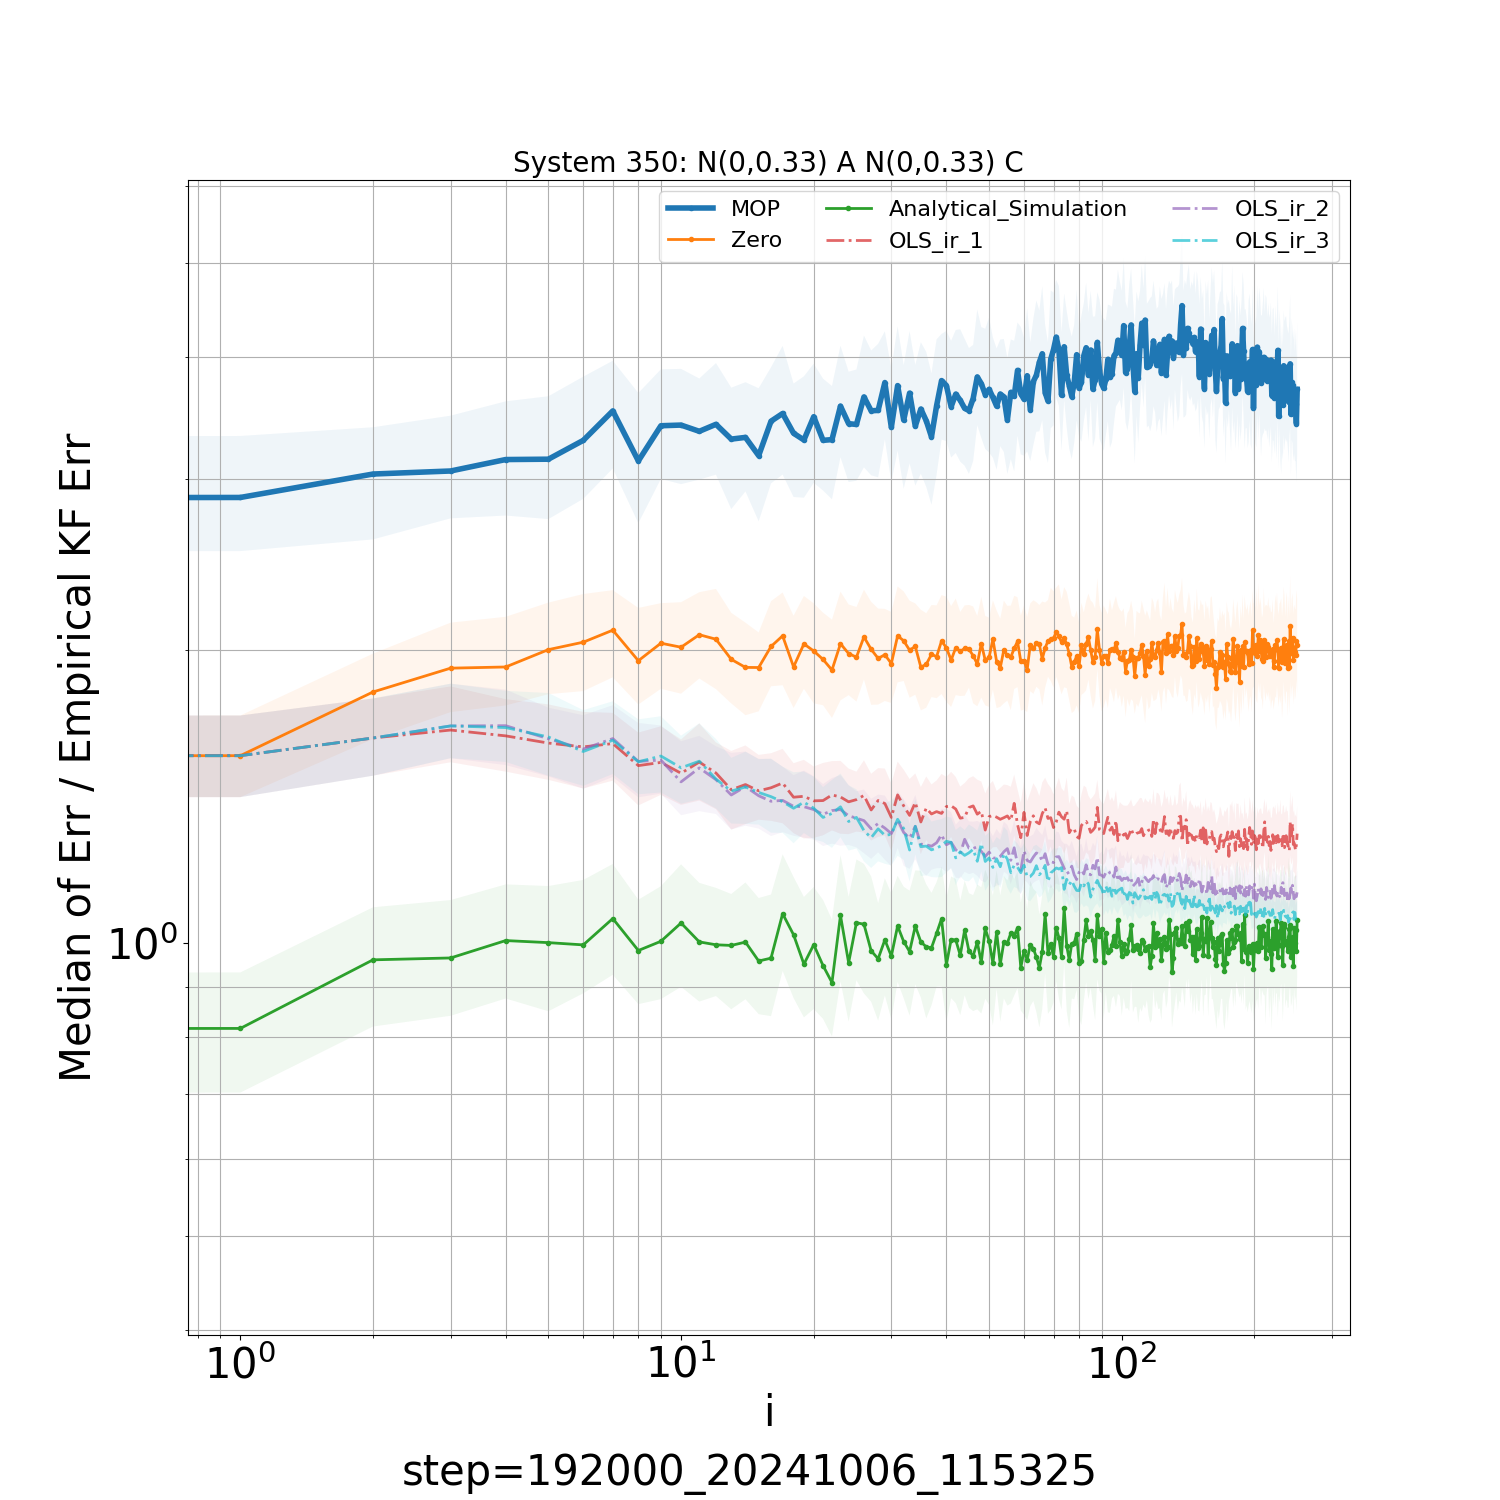 System 350: N(0,0.33) A N(0,0.33) C
MOP
Zero
Analytical_Simulation
OLS_ir_1
OLS_ir_2
OLS_ir_3
Median of Err / Empirical KF Err
10⁰
10⁰ 10¹ 10²
i
step=192000_20241006_115325